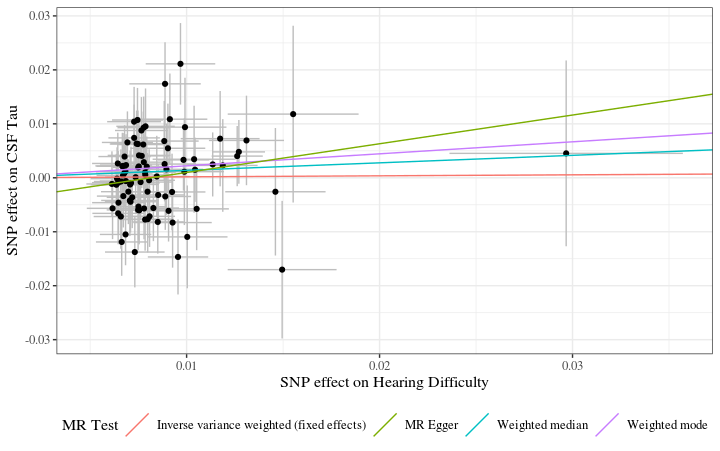 0.03
0.02
0.01
0.00
-0.01
-0.02
-0.03
SNP effect on CSF Tau
0.01 0.02 0.03
SNP effect on Hearing Difficulty
MR Test Inverse variance weighted (fixed effects) MR Egger Weighted median Weighted mode